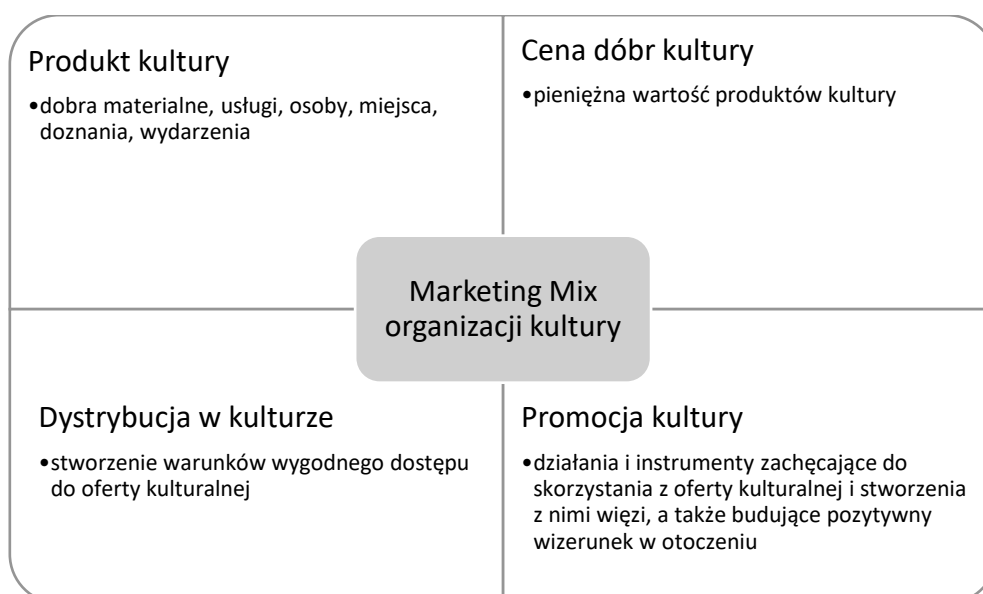 Produkt kultury
•dobra materialne, usługi, osoby, miejsca,
doznania, wydarzenia
Cena dóbr kultury
•pieniężna wartość produktów kultury
Marketing Mix
organizacji kultury
Dystrybucja w kulturze
•stworzenie warunków wygodnego dostępu
do oferty kulturalnej
Promocja kultury
•działania i instrumenty zachęcające do
skorzystania z oferty kulturalnej i stworzenia
z nimi więzi, a także budujące pozytywny
wizerunek w otoczeniu